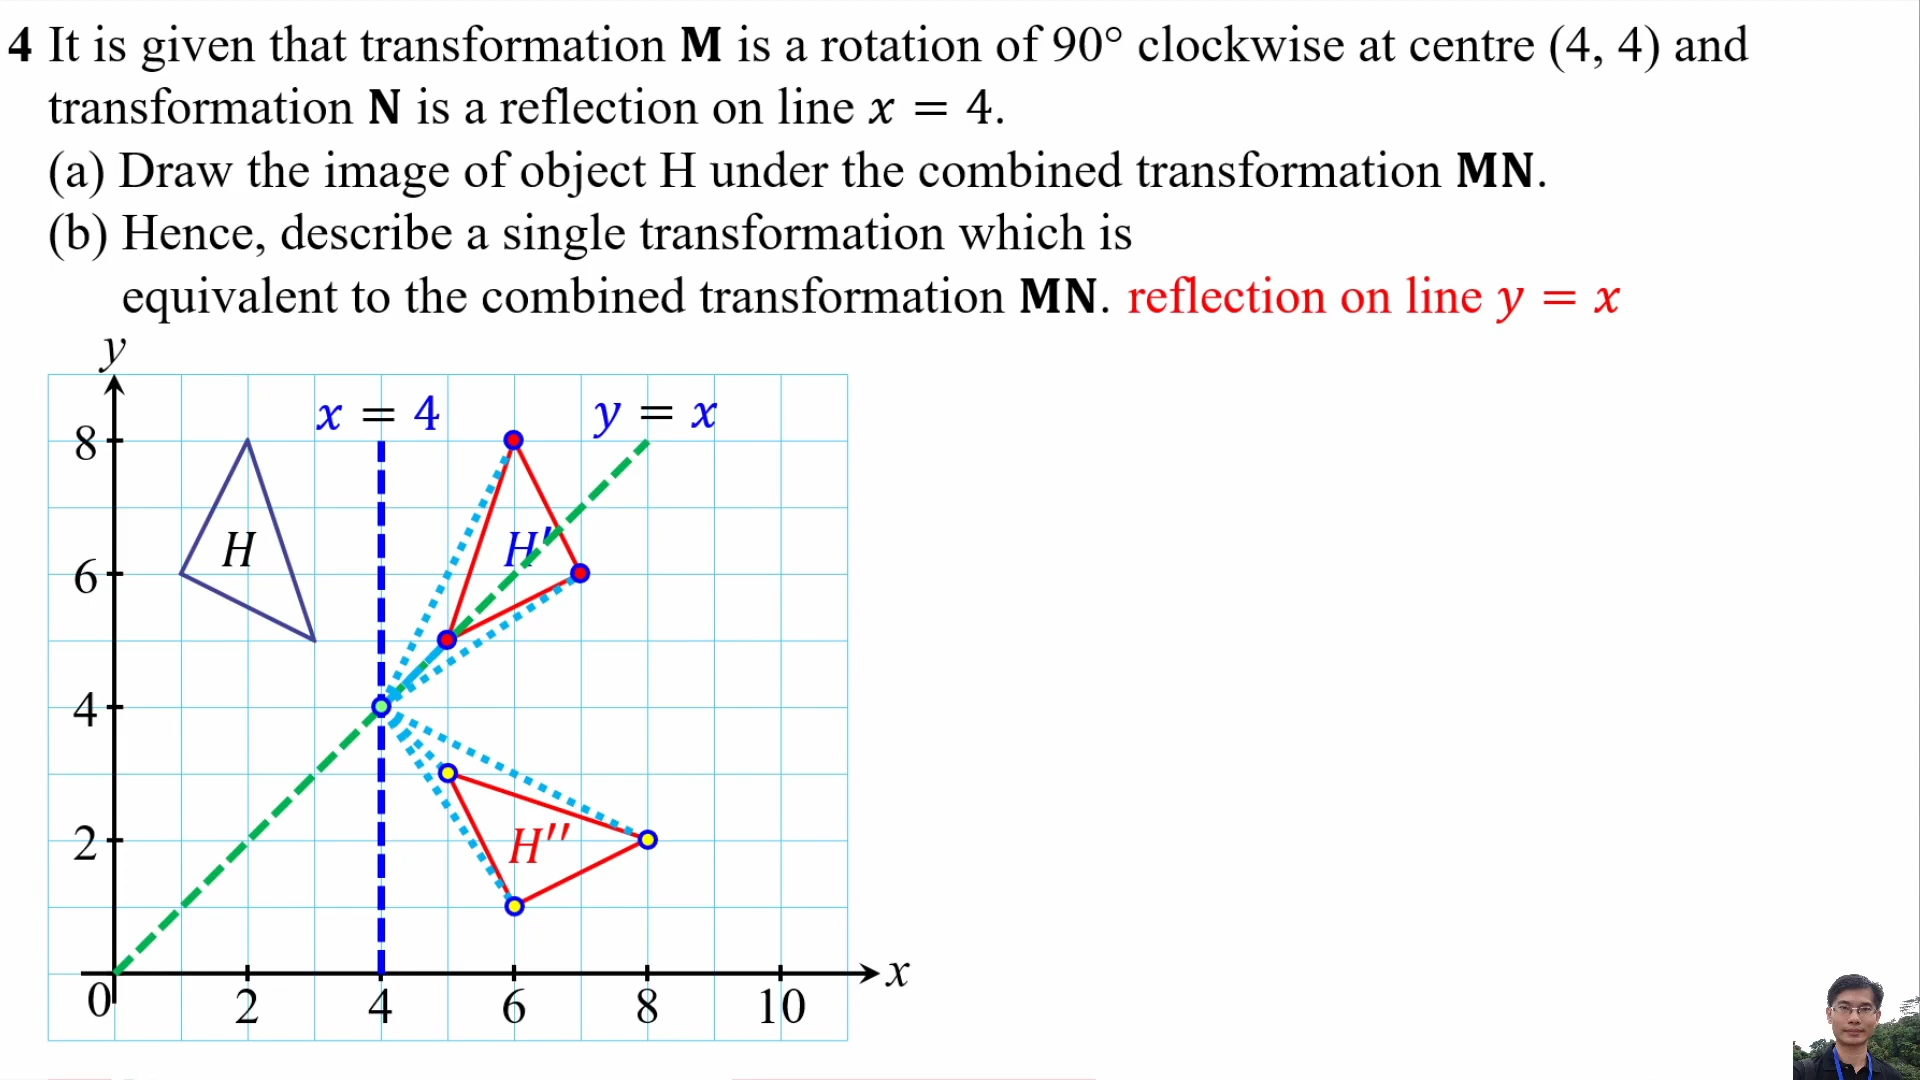 4 It is given that transformation M is a rotation of 90° clockwise at centre (4, 4) and
transformation N is a reflection on line x = 4.
(a) Draw the image of object H under the combined transformation MN.
(b) Hence, describe a single transformation which is
equivalent to the combined transformation MN. reflection on line y = x
y
x = 4
y = x
8
H
H'
6
4
2
H''
0
2
4
6
8
10
x